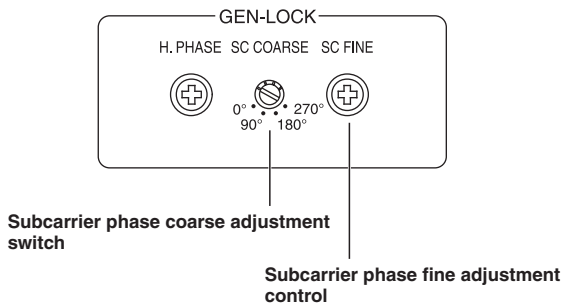 GEN-LOCK
H. PHASE SC COARSE SC FINE
0° 270°
90° 180°
Subcarrier phase coarse adjustment
switch
Subcarrier phase fine adjustment
control